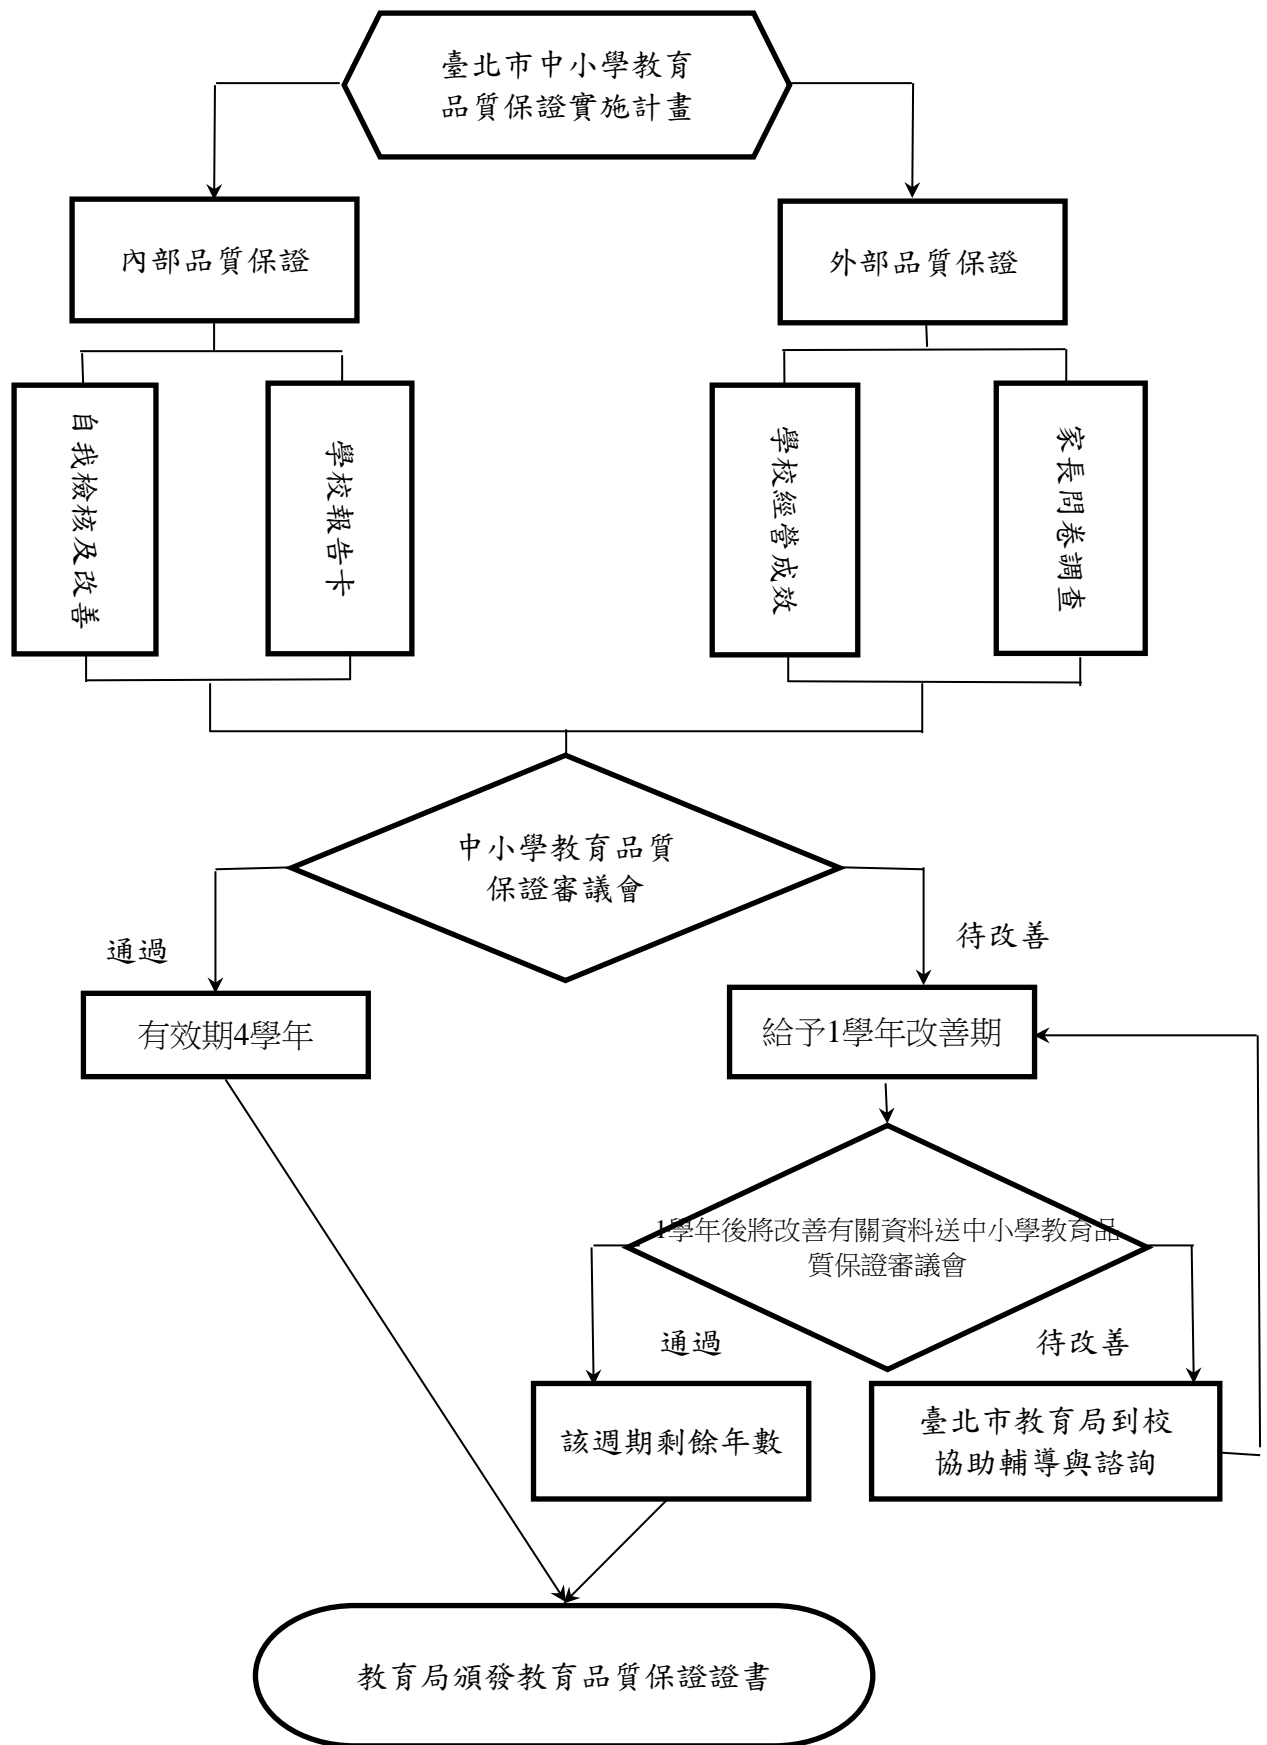 臺北市中小學教育
品質保證實施計畫
內部品質保證
外部品質保證
自我檢核及改善
學校報告卡
學校經營成效
家長問卷調查
中小學教育品質
保證審議會
通過
待改善
有效期4學年
給予1學年改善期
1學年後將改善有關資料送中小學教育品
質保證審議會
通過
待改善
該週期剩餘年數
臺北市教育局到校
協助輔導與諮詢
教育局頒發教育品質保證證書